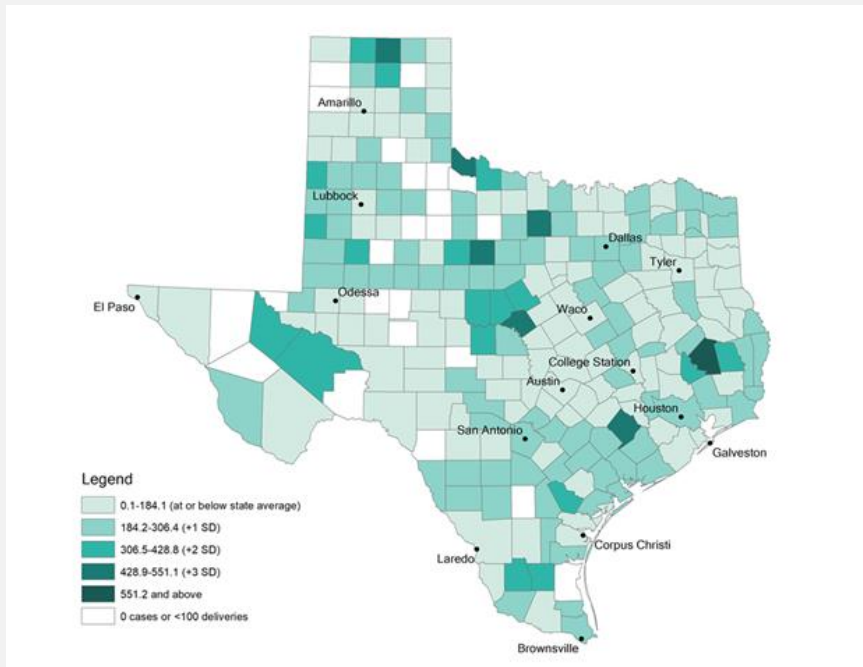 Amarillo
Lubbock
Dallas
Tyler
Odessa
El Paso
Waco
College Station
Austin
Houston
San Antonio
Galveston
Legend
0.1-184.1 (at or below state average)
184.2-306.4 (+1 SD)
306.5-428.8 (+2 SD)
428.9-551.1 (+3 SD)
551.2 and above
0 cases or <100 deliveries
Corpus Christi
Laredo
Brownsville